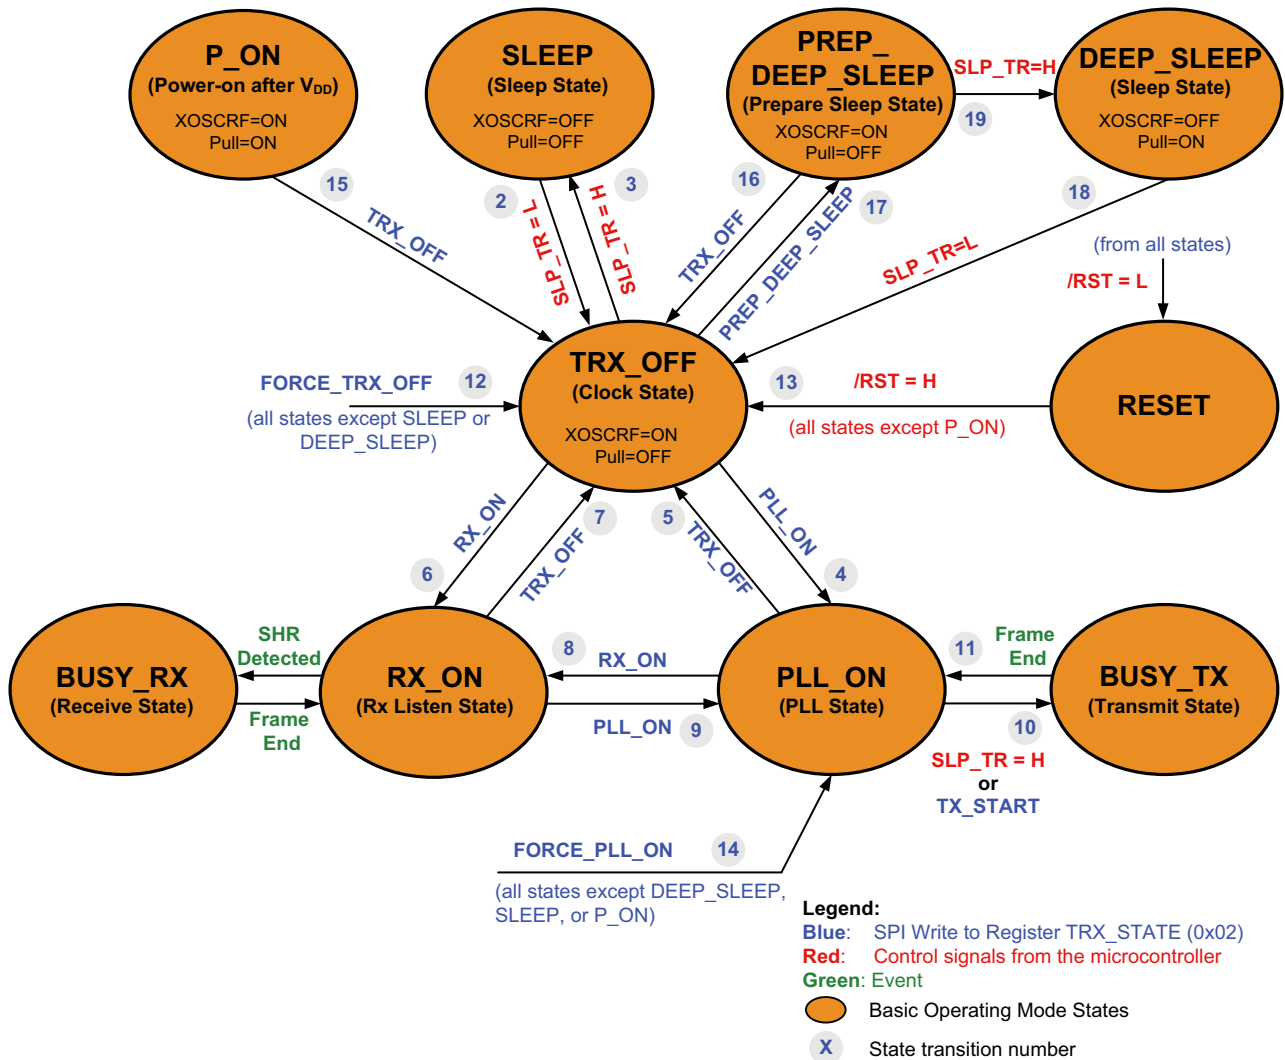 P_ON
(Power-on after VDD)
XOSCRF=ON
Pull=ON
SLEEP
(Sleep State)
XOSCRF=OFF
Pull=OFF
PREP_
DEEP_SLEEP
(Prepare Sleep State)
XOSCRF=ON
Pull=OFF
SLP_TR=H
19
DEEP_SLEEP
(Sleep State)
XOSCRF=OFF
Pull=ON
15
TRX_OFF
2
SLP_TR = L
3
SLP_TR = H
16
TRX_OFF
17
PREP_DEEP_SLEEP
18
SLP_TR=L
(from all states)
/RST = L
FORCE_TRX_OFF
12
(all states except SLEEP or
DEEP_SLEEP)
TRX_OFF
(Clock State)
XOSCRF=ON
Pull=OFF
13
/RST = H
(all states except P_ON)
RESET
6
RX_ON
7
TRX_OFF
5
TRX_OFF
4
PLL_ON
BUSY_RX
(Receive State)
SHR
Detected
Frame
End
RX_ON
(Rx Listen State)
8
RX_ON
PLL_ON
9
PLL_ON
(PLL State)
11
Frame
End
10
SLP_TR = H
or
TX_START
BUSY_TX
(Transmit State)
FORCE_PLL_ON
14
(all states except DEEP_SLEEP,
SLEEP, or P_ON)
Legend:
Blue: SPI Write to Register TRX_STATE (0x02)
Red: Control signals from the microcontroller
Green: Event
Basic Operating Mode States
X State transition number